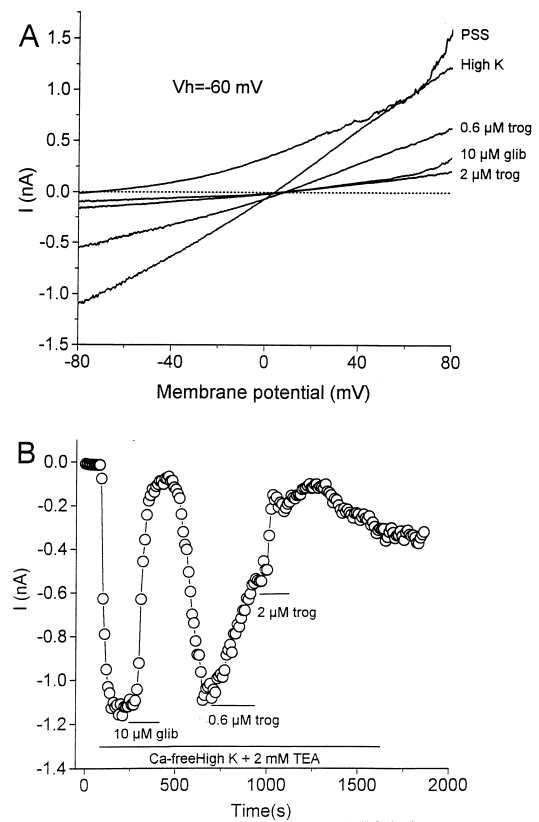 A
1.5
1.0
0.5
0.0
-0.5
-1.0
-1.5
I (nA)
Vh=-60 mV
PSS
High K
0.6 µM trog
10 µM glib
2 µM trog
-80
-40
0
40
80
Membrane potential (mV)
B
0.0
-0.2
-0.4
-0.6
-0.8
-1.0
-1.2
-1.4
I (nA)
2 µM trog
0.6 µM trog
10 µM glib
Ca-freeHigh K + 2 mM TEA
0
500
1000
1500
2000
Time(s)